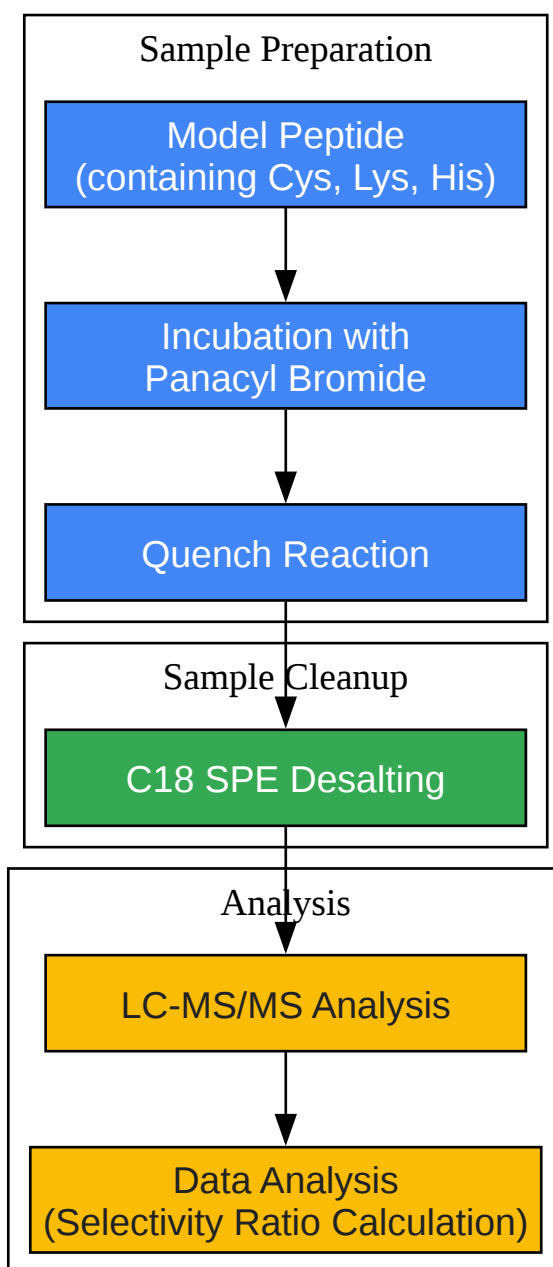 Sample Preparation
Model Peptide
(containing Cys, Lys, His)
Incubation with
Panacyl Bromide
Quench Reaction
Sample Cleanup
C18 SPE Desalting
Analysis
LC-MS/MS Analysis
Data Analysis
(Selectivity Ratio Calculation)